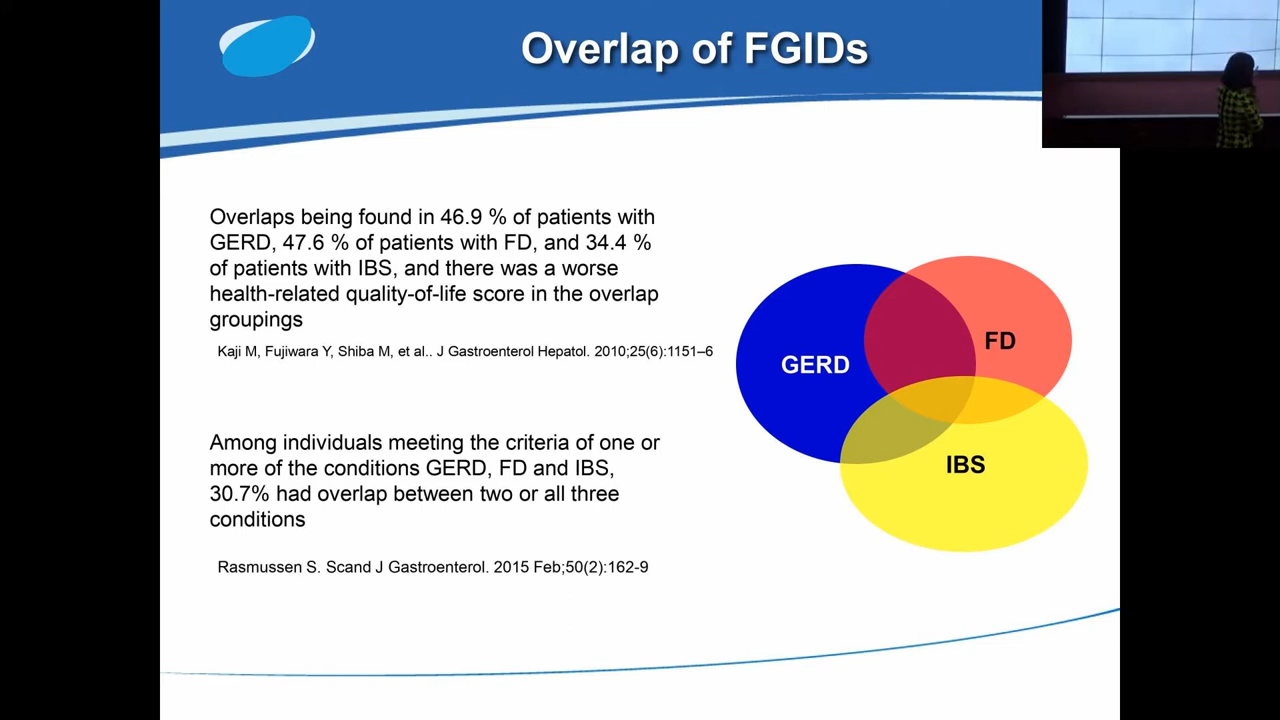 Overlap of FGIDs
Overlaps being found in 46.9 % of patients with
GERD, 47.6 % of patients with FD, and 34.4 %
of patients with IBS, and there was a worse
health-related quality-of-life score in the overlap
groupings
Kaji M, Fujiwara Y, Shiba M, et al.. J Gastroenterol Hepatol. 2010;25(6):1151–6
Among individuals meeting the criteria of one or
more of the conditions GERD, FD and IBS,
30.7% had overlap between two or all three
conditions
Rasmussen S. Scand J Gastroenterol. 2015 Feb;50(2):162-9
GERD
FD
IBS